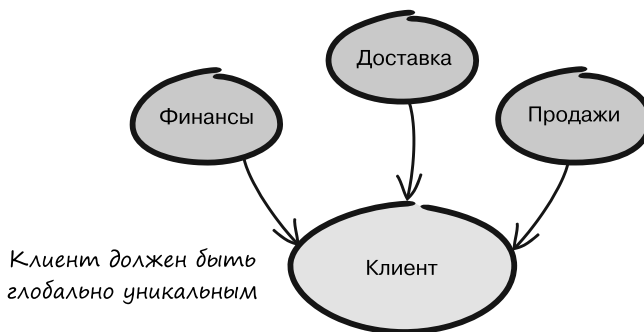 Доставка
Финансы
Продажи
Клиент
Клиент должен быть
глобально уникальным